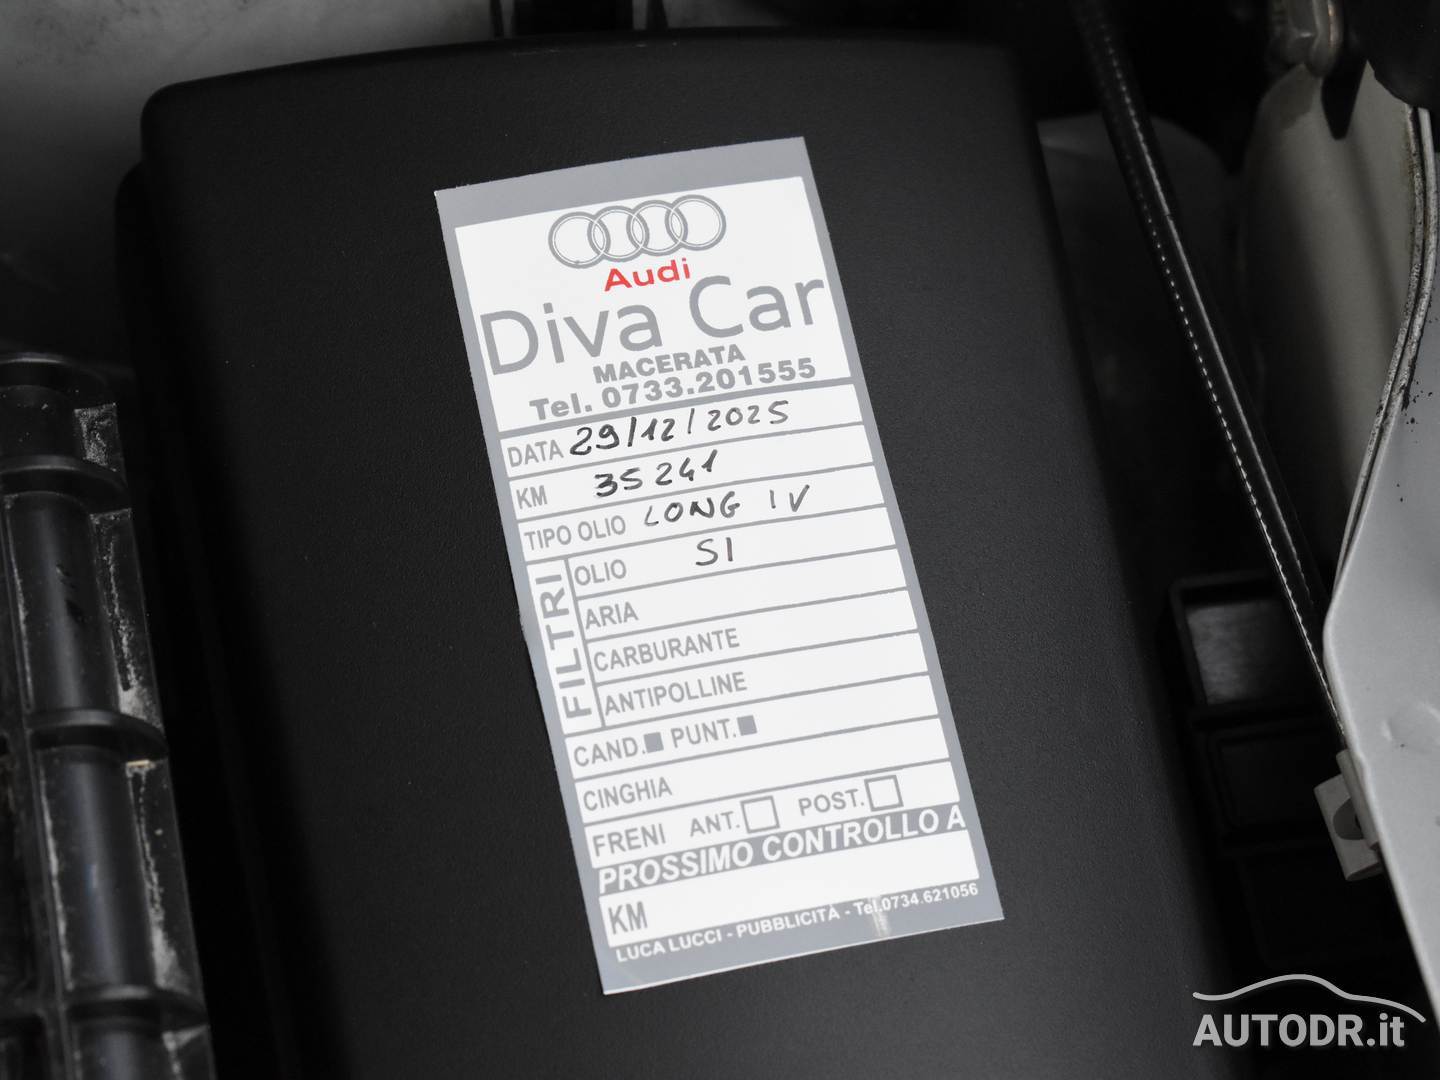 Audi
Diva Car
MACERATA
Tel. 0733.201555
DATA 29/12/2025
KM 35241
TIPO OLIO LONG IV
FILTRI
OLIO SI
ARIA
CARBURANTE
ANTIPOLLINE
CAND. PUNT.
CINGHIA
FRENI ANT. POST.
PROSSIMO CONTROLLO A
KM
LUCA LUCCI - PUBBLICITÀ - Tel.0734.621056
AUTODR.it